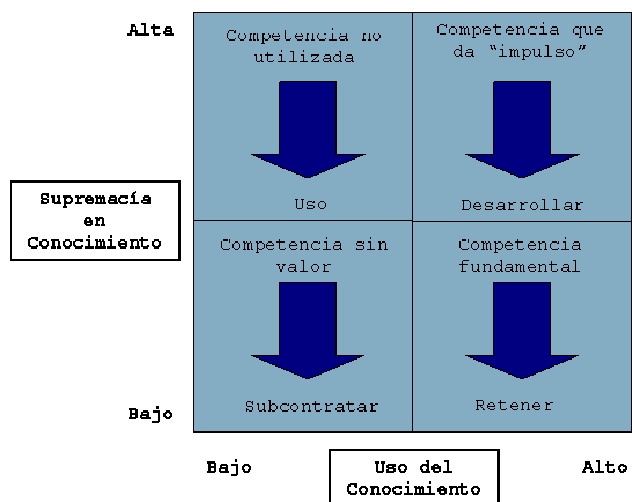 Alta
Competencia no
utilizada
Competencia que
da “impulso”
Uso
Desarrollar
Supremacía
en
Conocimiento
Competencia sin
valor
Competencia
fundamental
Subcontratar
Retener
Bajo
Bajo
Uso del
Conocimiento
Alto